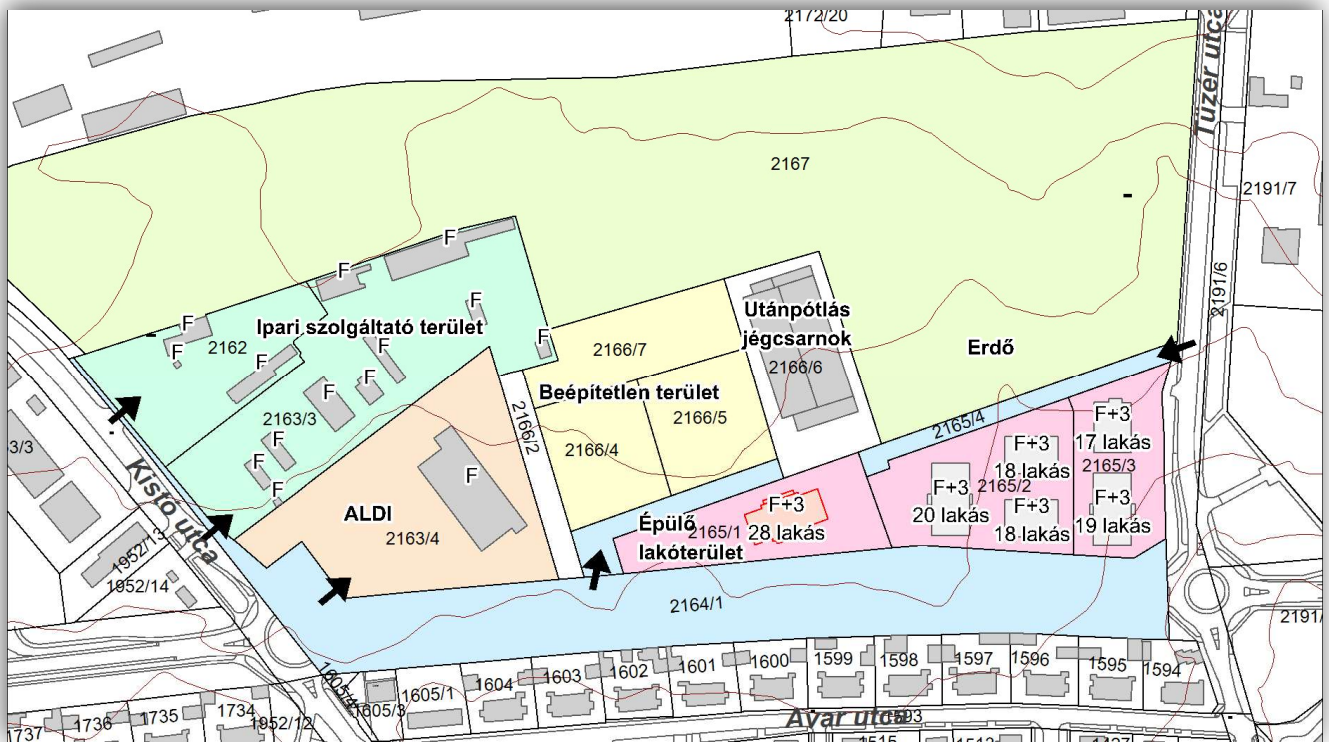 2172/20
Tüzér utca
2167
2191/7
2191/6
F
F
F
Utánpótlás
jégcsarnok
2166/6
Ipari szolgáltató terület
F
F
2162
F
F
F
2166/7
Erdő
Beépítetlen terület
F
F
2163/3
2166/2
2166/5
2166/4
2165/4
F+3
17 lakás
F+3
18 lakás
2165/3
2165/2
3/3
F
F
F
F
Kistó utca
ALDI
2163/4
F+3
20 lakás
F+3
18 lakás
F+3
19 lakás
F+3
28 lakás
Épülő
lakóterület
2165/1
1952/13
1952/14
2164/1
2191/
1605/1
1604
1603
1602
1601
1600
1599
1598
1597
1596
1595
1594
1605/3
1737
1736
1735
1734
1952/12
Avar utca
1593
1515